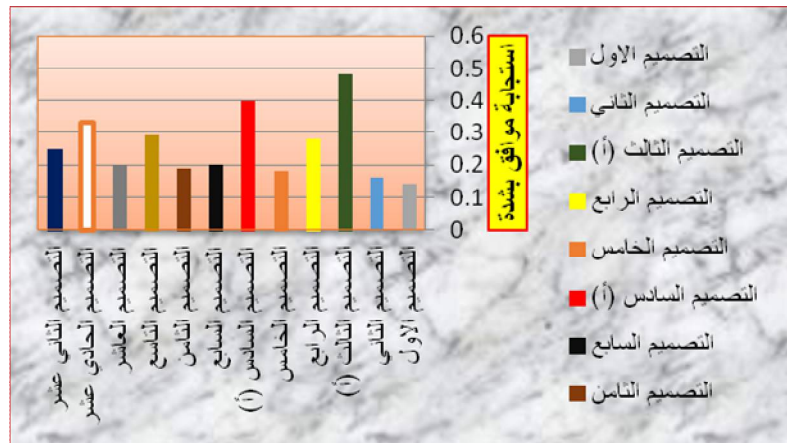 0.6
0.5
0.4
0.3
0.2
0.1
0
استجابة موافق بشدة
التصميم الاول
التصميم الثاني
التصميم الثالث (أ)
التصميم الرابع
التصميم الخامس
التصميم السادس (أ)
التصميم السابع
التصميم الثامن
التصميم التاسع
التصميم العاشر
التصميم الحادي عشر
التصميم الثاني عشر
التصميم الاول
التصميم الثاني
التصميم الثالث (أ)
التصميم الرابع
التصميم الخامس
التصميم السادس (أ)
التصميم السابع
التصميم الثامن